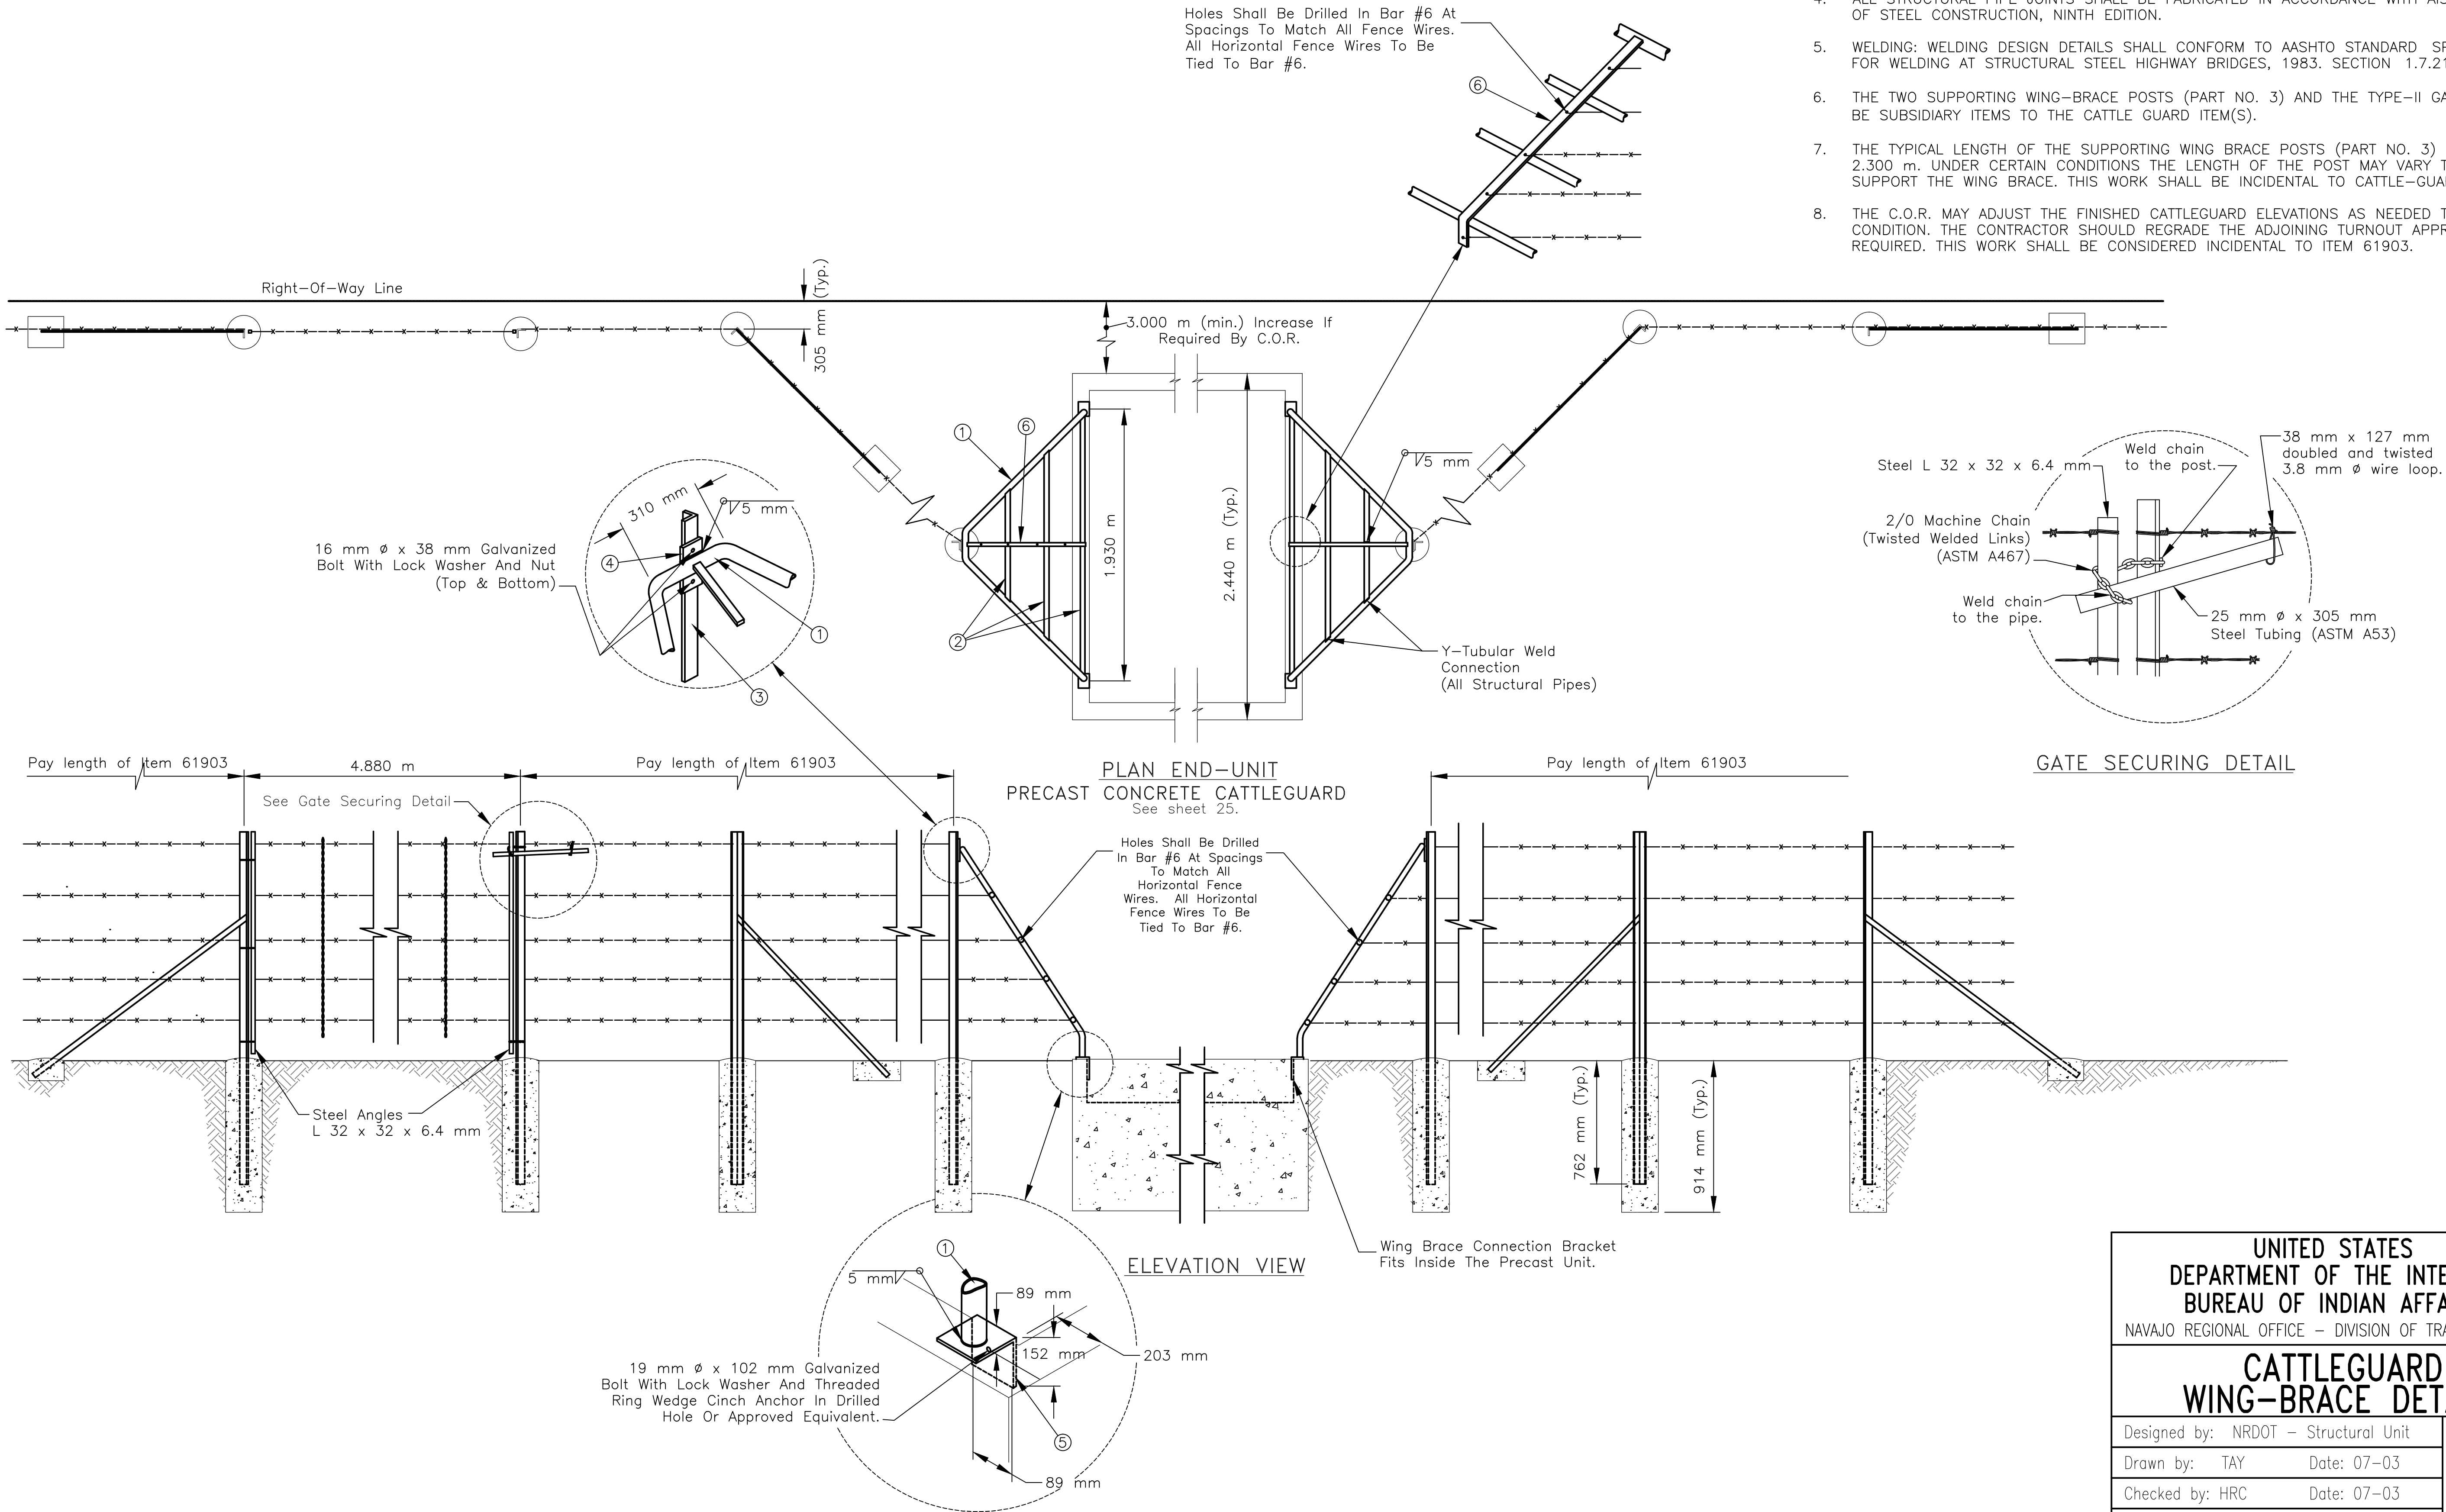 Holes Shall Be Drilled In Bar #6 At
Spacings To Match All Fence Wires.
All Horizontal Fence Wires To Be
Tied To Bar #6.
6
OF STEEL CONSTRUCTION, NINTH EDITION.
5. WELDING: WELDING DESIGN DETAILS SHALL CONFORM TO AASHTO STANDARD
FOR WELDING AT STRUCTURAL STEEL HIGHWAY BRIDGES, 1983. SECTION 1.7.21
6. THE TWO SUPPORTING WING-BRACE POSTS (PART NO. 3) AND THE TYPE-II
BE SUBSIDIARY ITEMS TO THE CATTLE GUARD ITEM(S).
7. THE TYPICAL LENGTH OF THE SUPPORTING WING BRACE POSTS (PART NO. 3)
2.300 m. UNDER CERTAIN CONDITIONS THE LENGTH OF THE POST MAY VARY
SUPPORT THE WING BRACE. THIS WORK SHALL BE INCIDENTAL TO
8. THE C.O.R. MAY ADJUST THE FINISHED CATTLEGUARD ELEVATIONS AS NEEDED
CONDITION. THE CONTRACTOR SHOULD REGRADE THE ADJOINING TURNOUT
REQUIRED. THIS WORK SHALL BE CONSIDERED INCIDENTAL TO ITEM 61903.
Right-Of-Way Line
305 mm (Typ.)
3.000 m (min.) Increase If
Required By C.O.R.
1
6
2
1.930 m
2.440 m (Typ.)
5 mm
Y-Tubular Weld
Connection
(All Structural Pipes)
310 mm
5 mm
4
1
3
16 mm ø x 38 mm Galvanized
Bolt With Lock Washer And Nut
(Top & Bottom)
Steel L 32 x 32 x 6.4 mm
Weld chain
to the post.
38 mm x 127 mm
doubled and twisted
3.8 mm ø wire loop.
2/0 Machine Chain
(Twisted Welded Links)
(ASTM A467)
Weld chain
to the pipe.
25 mm ø x 305 mm
Steel Tubing (ASTM A53)
GATE SECURING DETAIL
PLAN END-UNIT
PRECAST CONCRETE CATTLEGUARD
See sheet 25.
Pay length of Item 61903
4.880 m
Pay length of Item 61903
Pay length of Item 61903
See Gate Securing Detail
Holes Shall Be Drilled
In Bar #6 At Spacings
To Match All
Horizontal Fence
Wires. All Horizontal
Fence Wires To Be
Tied To Bar #6.
Steel Angles
L 32 x 32 x 6.4 mm
762 mm (Typ.)
914 mm (Typ.)
Wing Brace Connection Bracket
Fits Inside The Precast Unit.
ELEVATION VIEW
1
5 mm
89 mm
152 mm
203 mm
89 mm
5
19 mm ø x 102 mm Galvanized
Bolt With Lock Washer And Threaded
Ring Wedge Cinch Anchor In Drilled
Hole Or Approved Equivalent.
UNITED STATES
DEPARTMENT OF THE
BUREAU OF INDIAN
NAVAJO REGIONAL OFFICE - DIVISION OF
CATTLEGUARD
WING-BRACE
Designed by: NRDOT - Structural Unit
Drawn by: TAY Date: 07-03
Checked by: HRC Date: 07-03